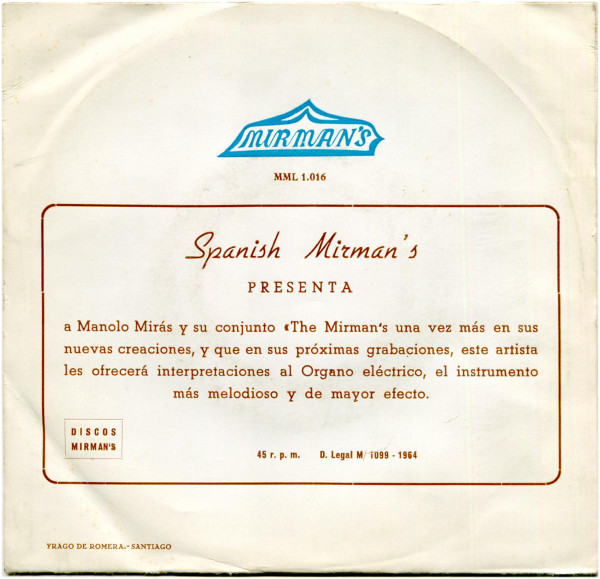 MIRMAN'S
MML 1.016
Spanish Mirman's
PRESENTA
a Manolo Mirás y su conjunto «The Mirman's una vez más en sus
nuevas creaciones, y que en sus próximas grabaciones, este artista
les ofrecerá interpretaciones al Organo eléctrico, el instrumento
más melodioso y de mayor efecto.
DISCOS
MIRMAN'S
45 r. p. m. D. Legal M/ 1099 - 1964
YRAGO DE ROMERA.-SANTIAGO